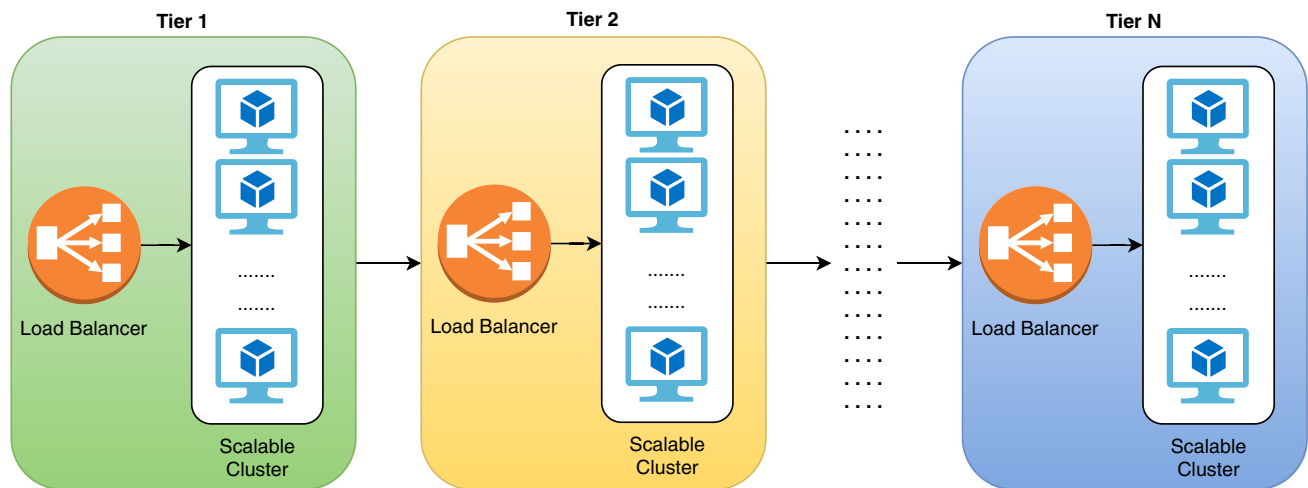 Tier 1
Tier 2
Tier N
Load Balancer
Scalable
Cluster
.......
.......
Load Balancer
Scalable
Cluster
.......
.......
. . . .
. . . .
. . . .
. . . .
. . . .
. . . .
. . . .
. . . .
. . . .
. . . .
. . . .
. . . .
. . . .
Load Balancer
Scalable
Cluster
.......
.......